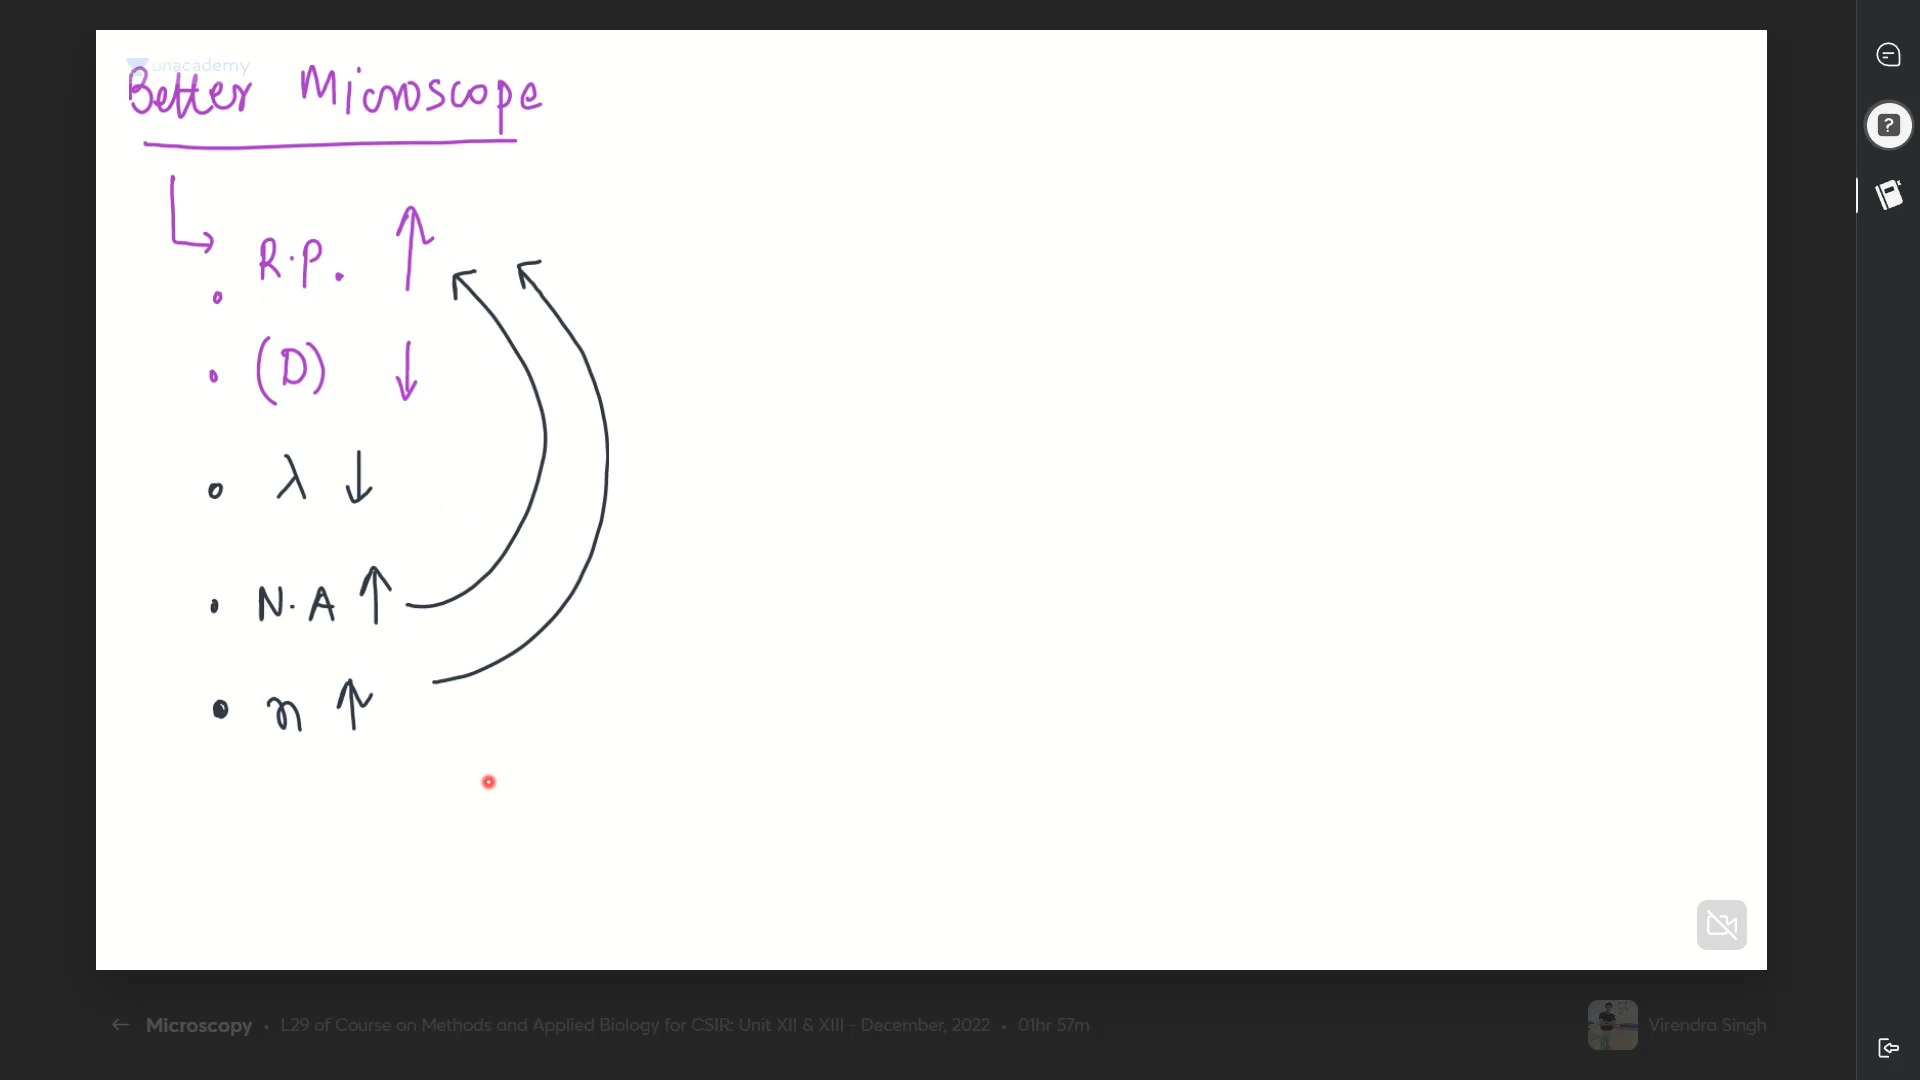 unacademy
Better Microscope
R.P. ↑
• (D) ↓
• λ ↓
• N.A ↑
• n ↑
← Microscopy • L29 of Course on Methods and Applied Biology for CSIR: Unit XII & XIII - December, 2022 • 01hr 57m
Virendra Singh